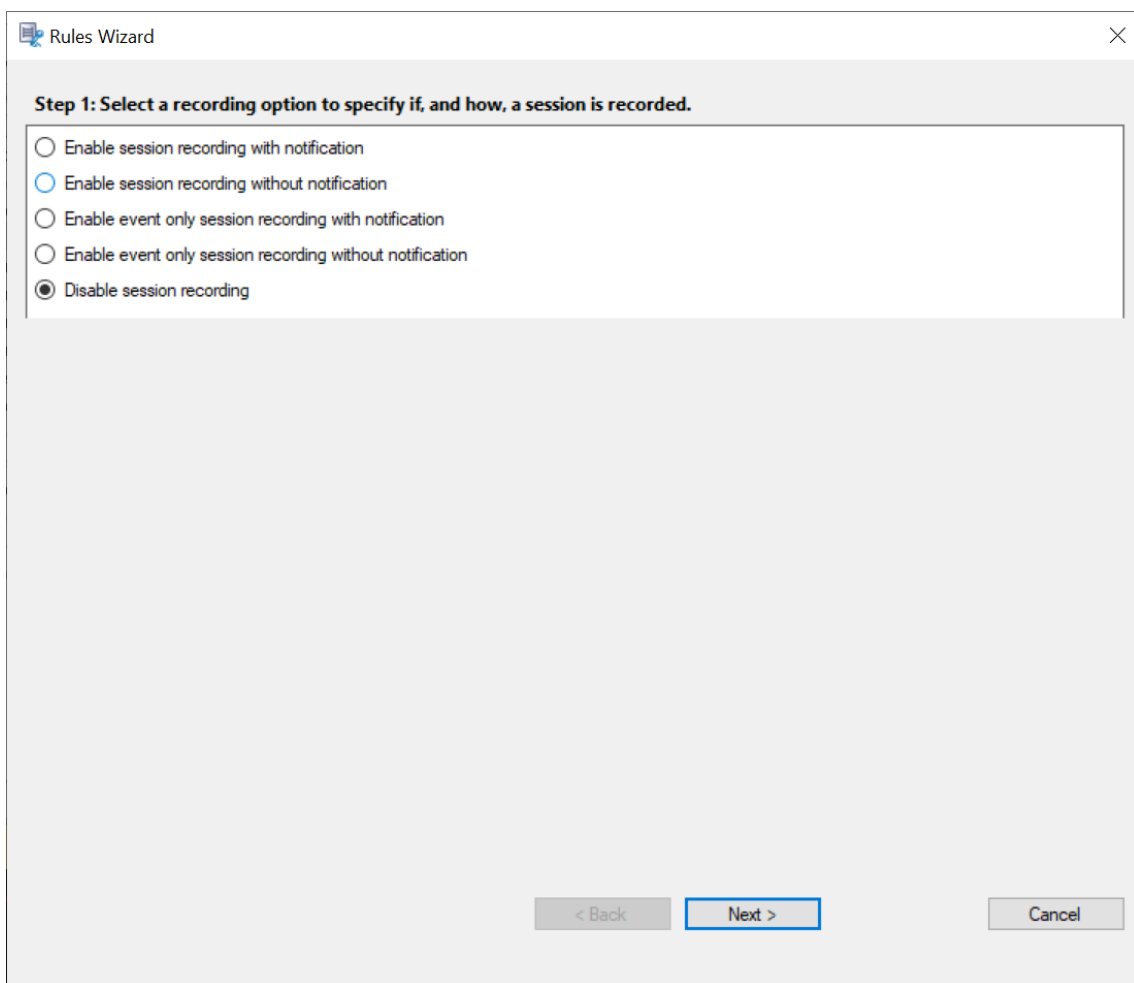 Rules Wizard
Step 1: Select a recording option to specify if, and how, a session is recorded.
Enable session recording with notification
Enable session recording without notification
Enable event only session recording with notification
Enable event only session recording without notification
Disable session recording
< Back Next > Cancel